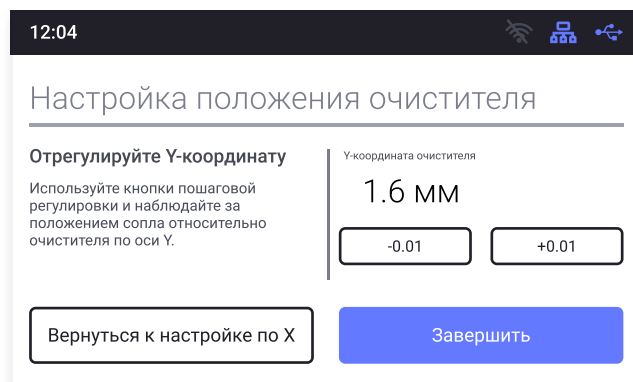 12:04
Настройка положения очистителя
Отрегулируйте Y-координату
Используйте кнопки пошаговой
регулировки и наблюдайте за
положением сопла относительно
очистителя по оси Y.
Y-координата очистителя
1.6 мм
-0.01
+0.01
Вернуться к настройке по X
Завершить